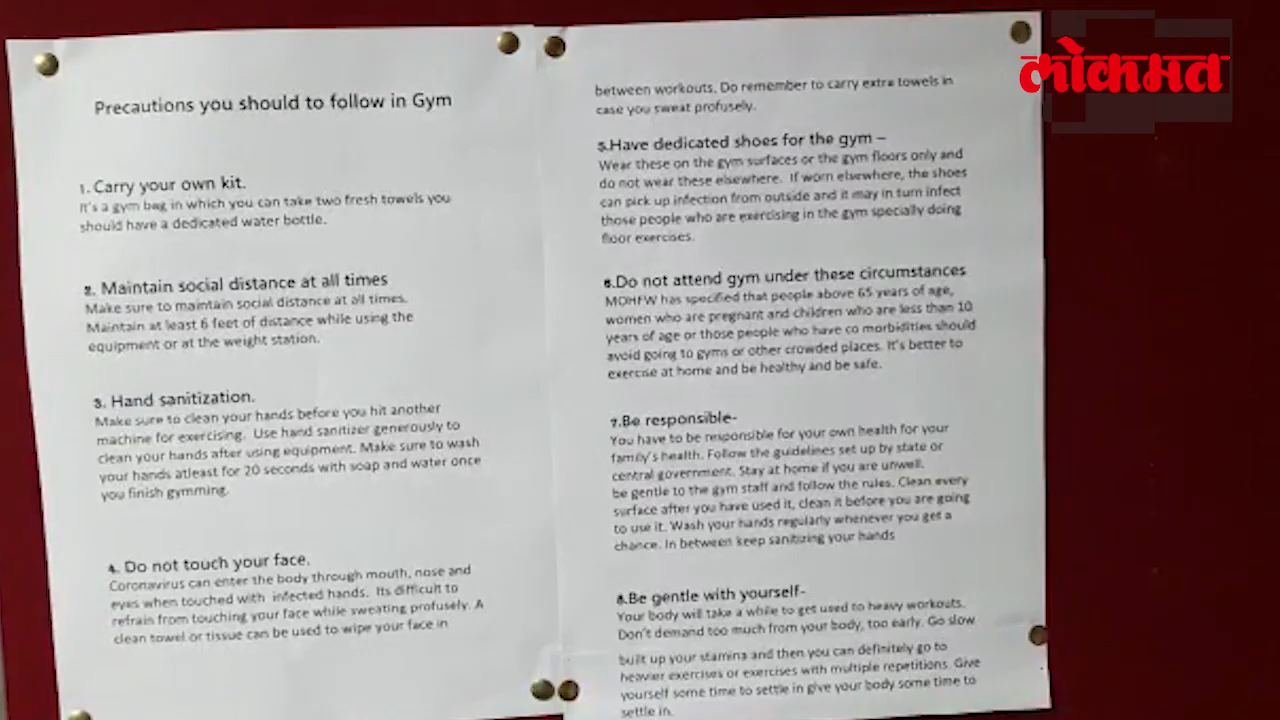 Precautions you should to follow in Gym
1. Carry your own kit.
It's a gym bag in which you can take two fresh towels you
should have a dedicated water bottle.
2. Maintain social distance at all times
Make sure to maintain social distance at all times.
Maintain at least 6 feet of distance while using the
equipment or at the weight station.
3. Hand sanitization.
Make sure to clean your hands before you hit another
machine for exercising. Use hand sanitizer generously to
clean your hands after using equipment. Make sure to wash
your hands atleast for 20 seconds with soap and water once
you finish gymming.
4. Do not touch your face.
Coronavirus can enter the body through mouth, nose and
eyes when touched with infected hands. Its difficult to
refrain from touching your face while sweating profusely. A
clean towel or tissue can be used to wipe your face in
between workouts. Do remember to carry extra towels in
case you sweat profusely.
5.Have dedicated shoes for the gym –
Wear these on the gym surfaces or the gym floors only and
do not wear these elsewhere. If worn elsewhere, the shoes
can pick up infection from outside and it may in turn infect
those people who are exercising in the gym specially doing
floor exercises.
6.Do not attend gym under these circumstances
MOHFW has specified that people above 65 years of age,
women who are pregnant and children who are less than 10
years of age or those people who have co morbidities should
avoid going to gyms or other crowded places. It's better to
exercise at home and be healthy and be safe.
7.Be responsible-
You have to be responsible for your own health for your
family's health. Follow the guidelines set up by state or
central government. Stay at home if you are unwell.
be gentle to the gym staff and follow the rules. Clean every
surface after you have used it, clean it before you are going
to use it. Wash your hands regularly whenever you get a
chance. In between keep sanitizing your hands
8.Be gentle with yourself-
Your body will take a while to get used to heavy workouts.
Don't demand too much from your body, too early. Go slow
built up your stamina and then you can definitely go to
heavier exercises or exercises with multiple repetitions. Give
yourself some time to settle in give your body some time to
settle in.
लोकमत